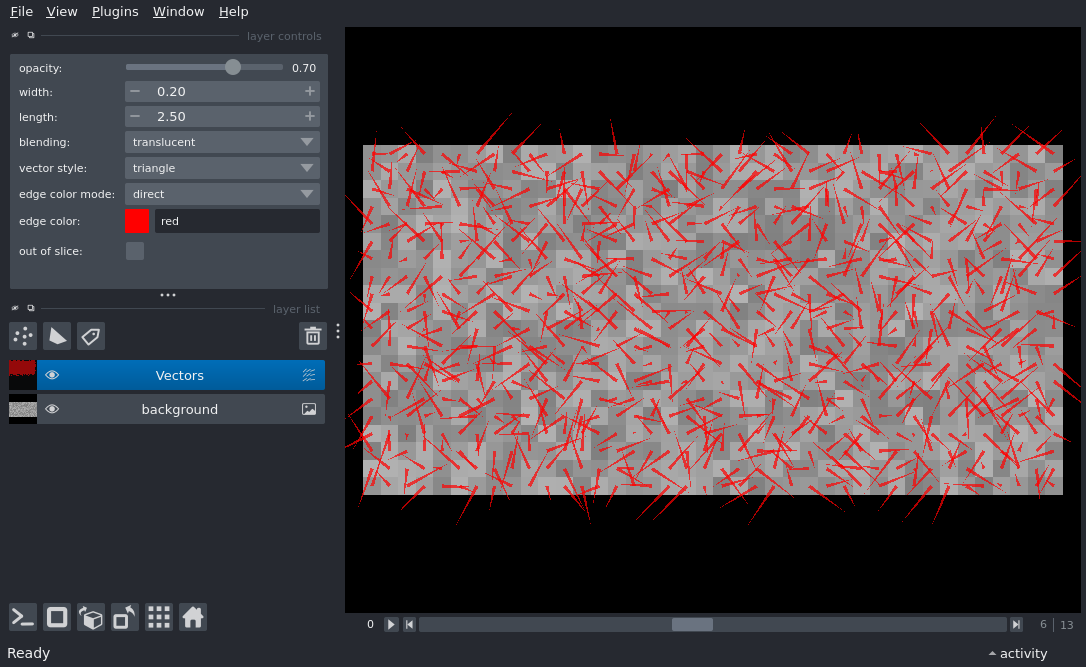 File View Plugins Window Help
layer controls
opacity: 0.70
width: − 0.20 +
length: − 2.50 +
blending: translucent
vector style: triangle
edge color mode: direct
edge color: red
out of slice:
layer list
Vectors
background
0 6 | 13
Ready activity